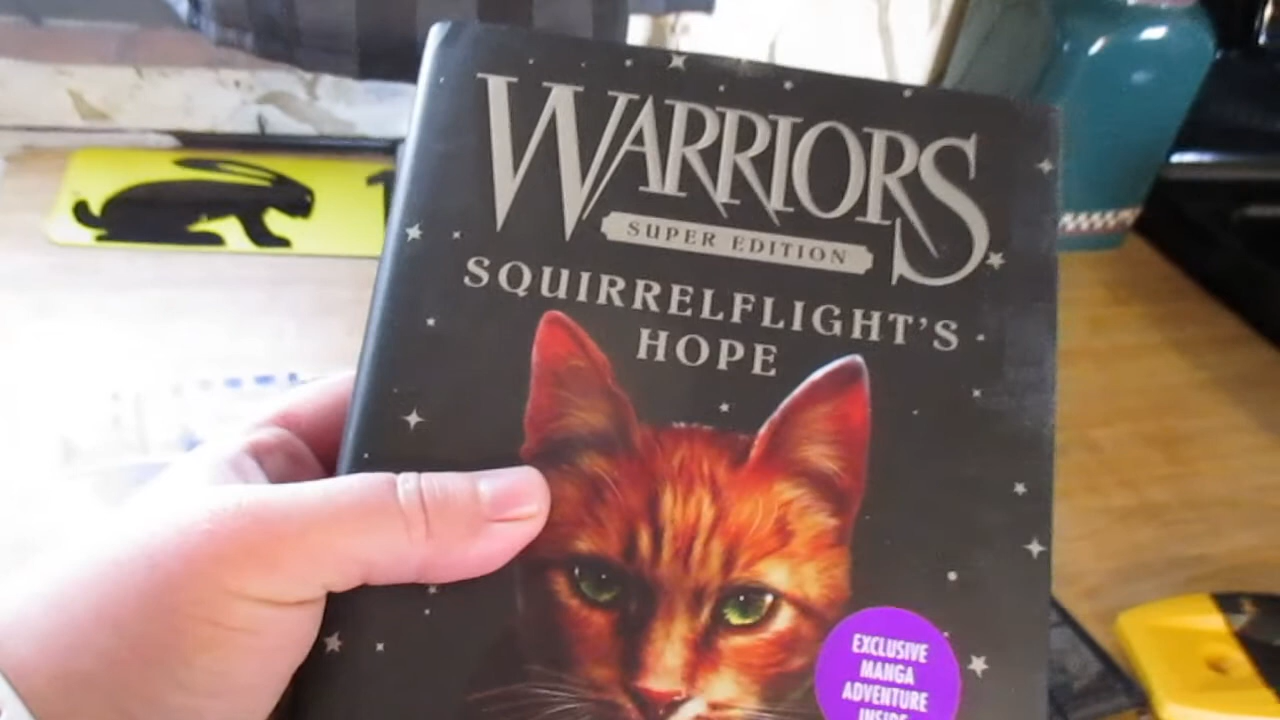 WARRIORS
SUPER EDITION
SQUIRRELFLIGHT'S
HOPE
EXCLUSIVE
MANGA
ADVENTURE
INSIDE